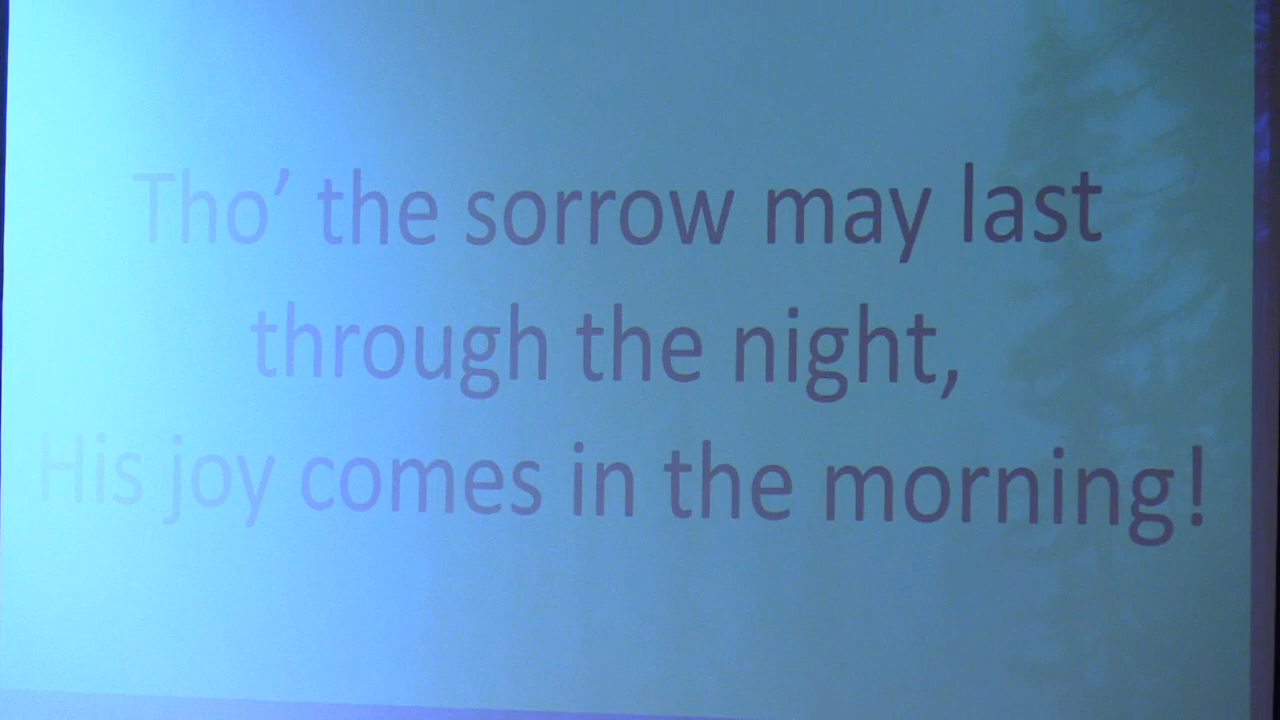 Tho’ the sorrow may last
through the night,
His joy comes in the morning!